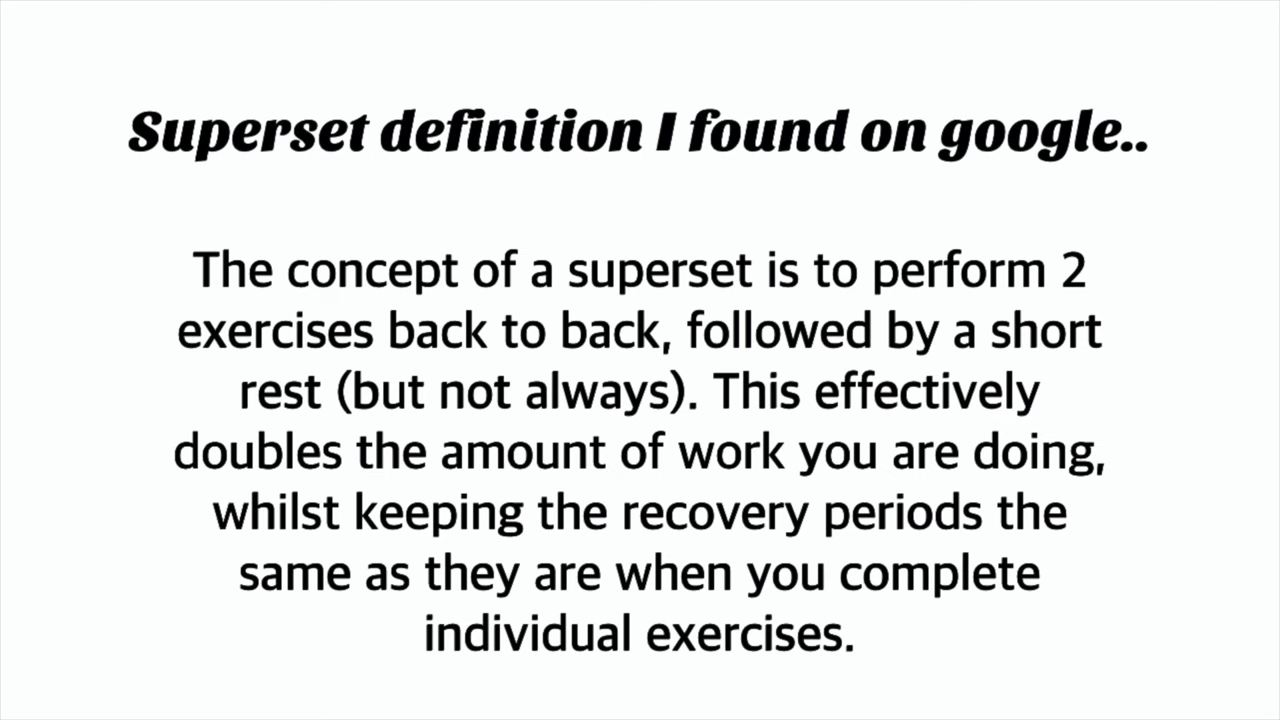 Superset definition I found on google..
The concept of a superset is to perform 2
exercises back to back, followed by a short
rest (but not always). This effectively
doubles the amount of work you are doing,
whilst keeping the recovery periods the
same as they are when you complete
individual exercises.